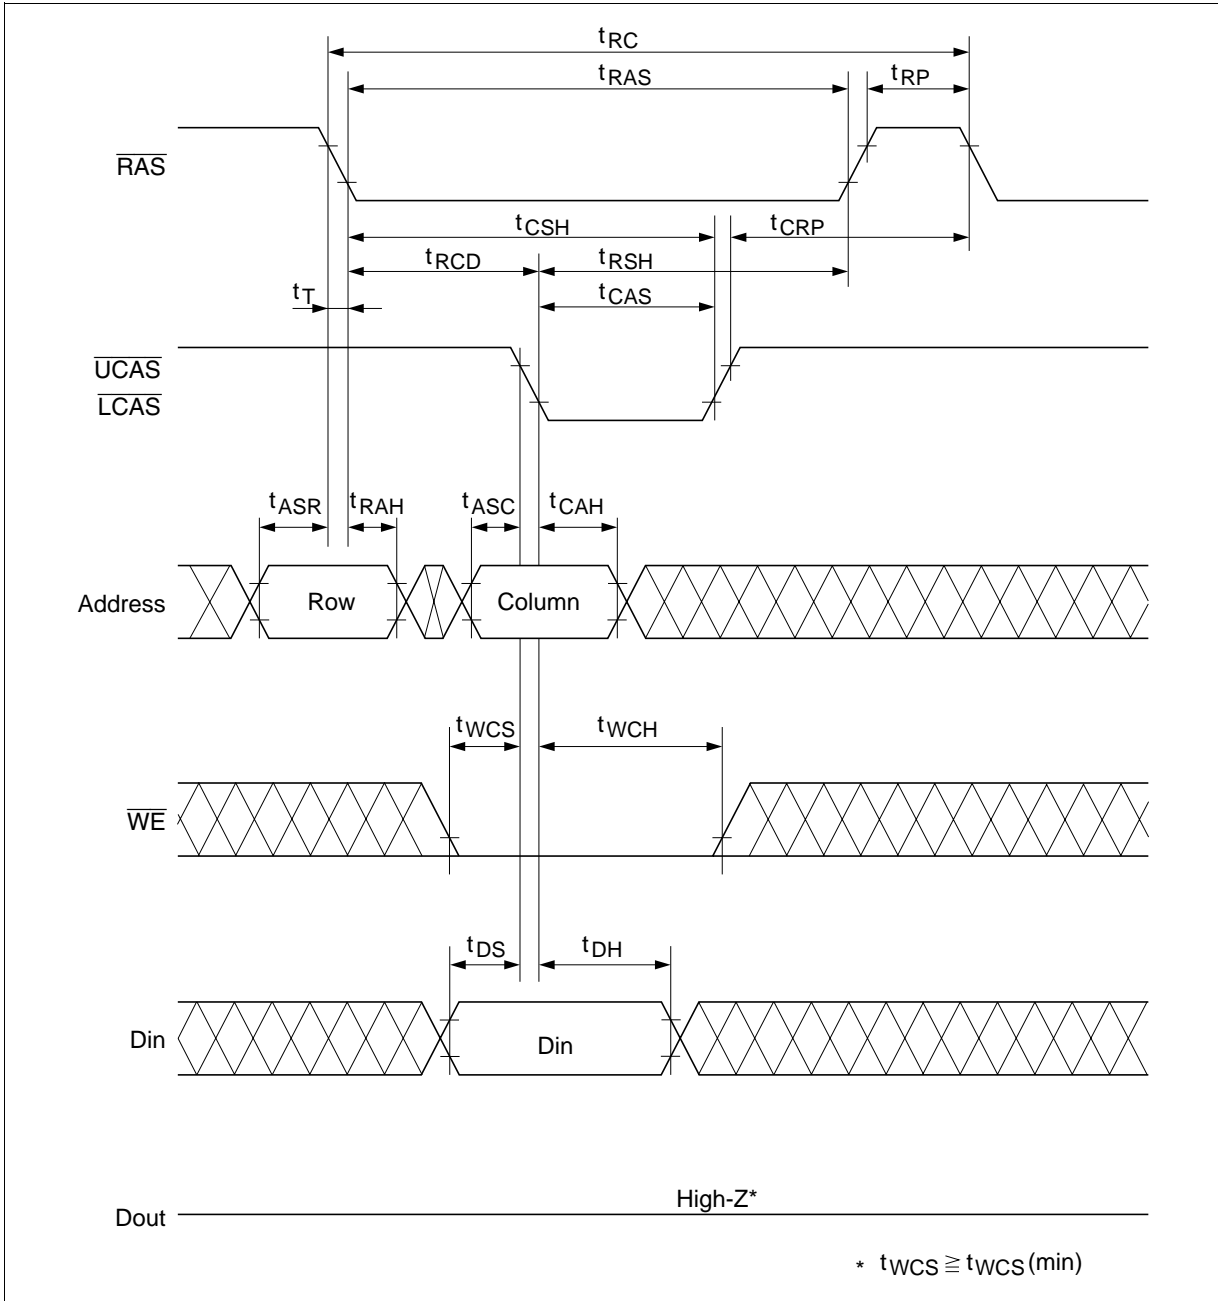 tRC
tRAS tRP
RAS
tCSH tCRP
tRCD tRSH
tT tCAS
UCAS
LCAS
tASR tRAH tASC tCAH
Address Row Column
tWCS tWCH
WE
tDS tDH
Din Din
High-Z*
Dout
* tWCS ≧ tWCS(min)